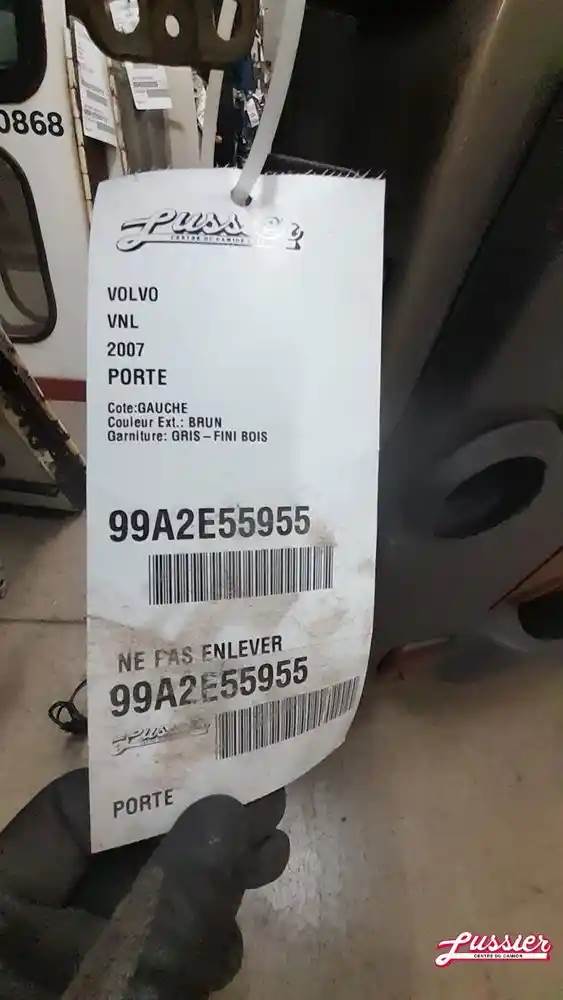 0868
Lussier
CENTRE DU CAMION
VOLVO
VNL
2007
PORTE
Cote:GAUCHE
Couleur Ext.: BRUN
Garniture: GRIS – FINI BOIS
99A2E55955
NE PAS ENLEVER
99A2E55955
Lussier
PORTE
Lussier
CENTRE DU CAMION